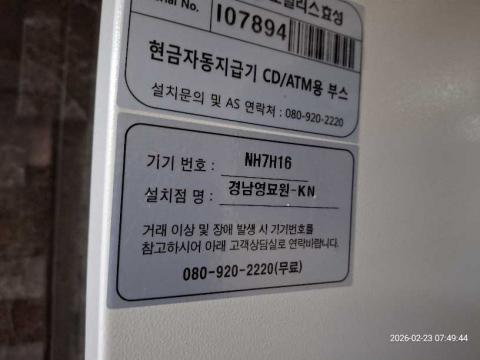 Serial No. 107894
현금자동지급기 CD/ATM용 부스
설치문의 및 AS 연락처 : 080-920-2220
기기 번호 : NH7H16
설치점 명 : 경남영묘원-KN
거래 이상 및 장애 발생 시 기기번호를
참고하시어 아래 고객상담실로 연락바랍니다.
080-920-2220(무료)
2026-02-23 07:49:44